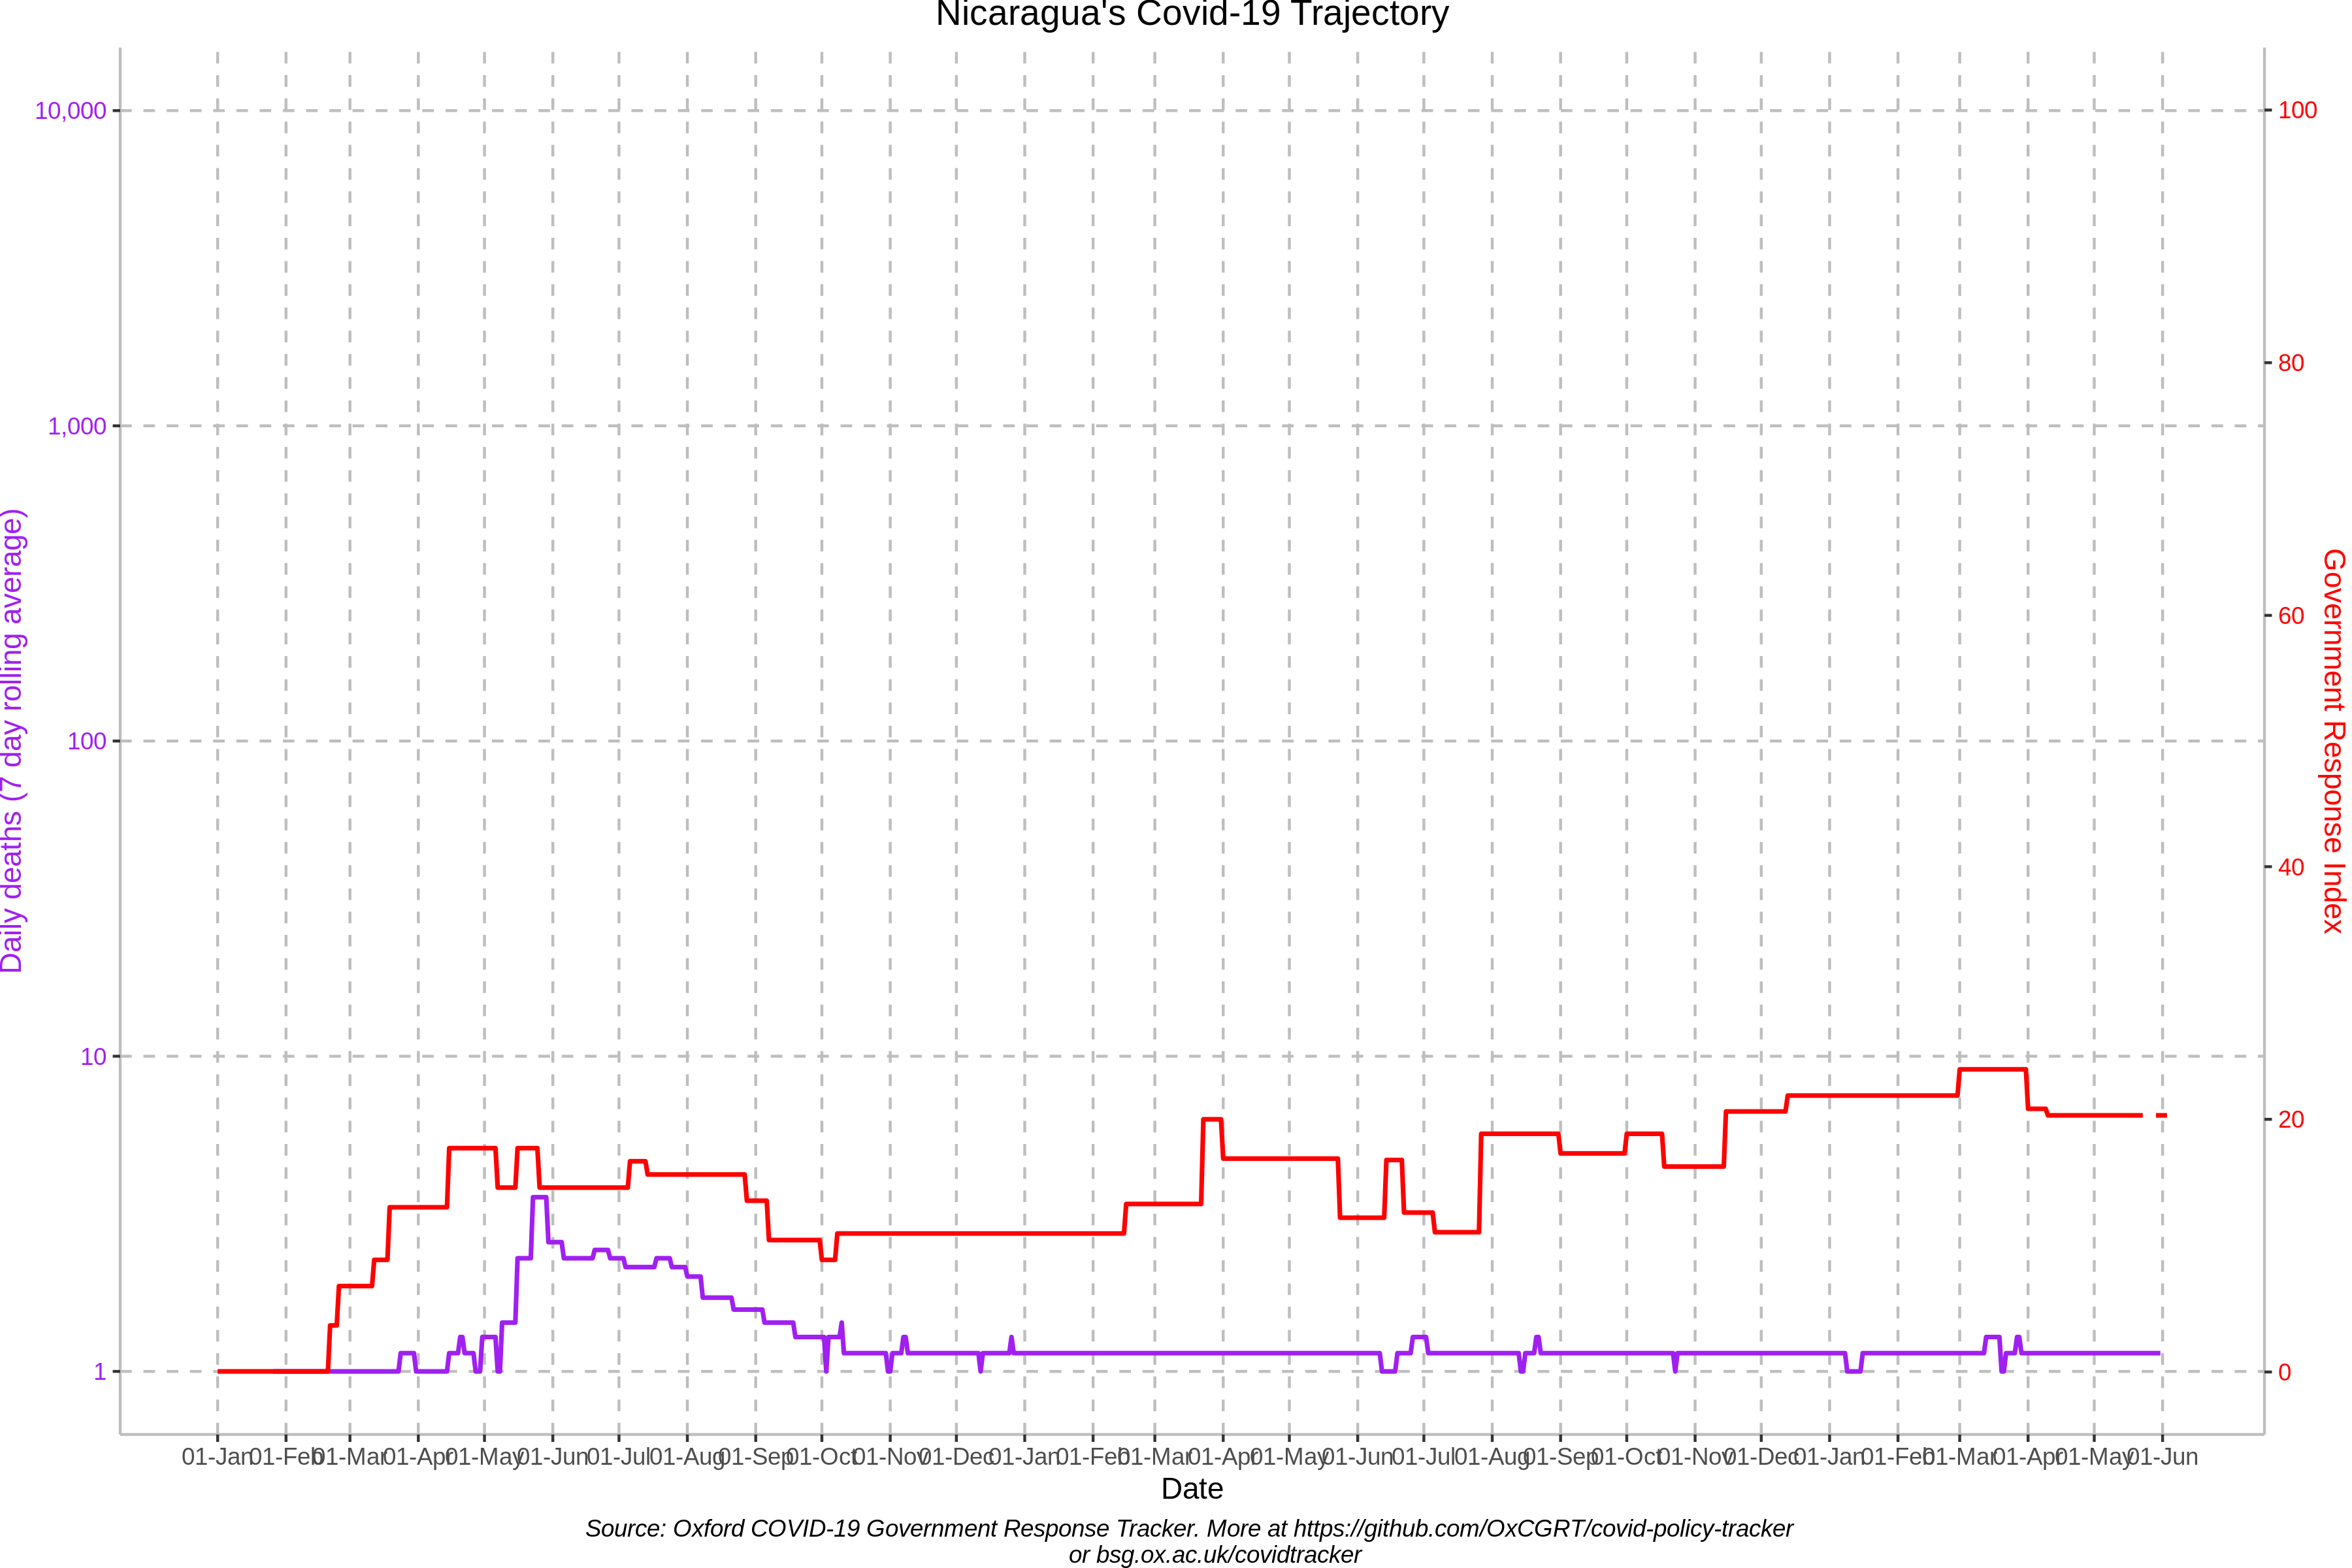 Nicaragua's Covid-19 Trajectory
10,000
1,000
100
10
1
Daily deaths (7 day rolling average)
100
80
60
40
20
0
Government Response Index
01-Jan 01-Feb 01-Mar 01-Apr 01-May 01-Jun 01-Jul 01-Aug 01-Sep 01-Oct 01-Nov 01-Dec 01-Jan 01-Feb 01-Mar 01-Apr 01-May 01-Jun 01-Jul 01-Aug 01-Sep 01-Oct 01-Nov 01-Dec 01-Jan 01-Feb 01-Mar 01-Apr 01-May 01-Jun
Date
Source: Oxford COVID-19 Government Response Tracker. More at https://github.com/OxCGRT/covid-policy-tracker
or bsg.ox.ac.uk/covidtracker